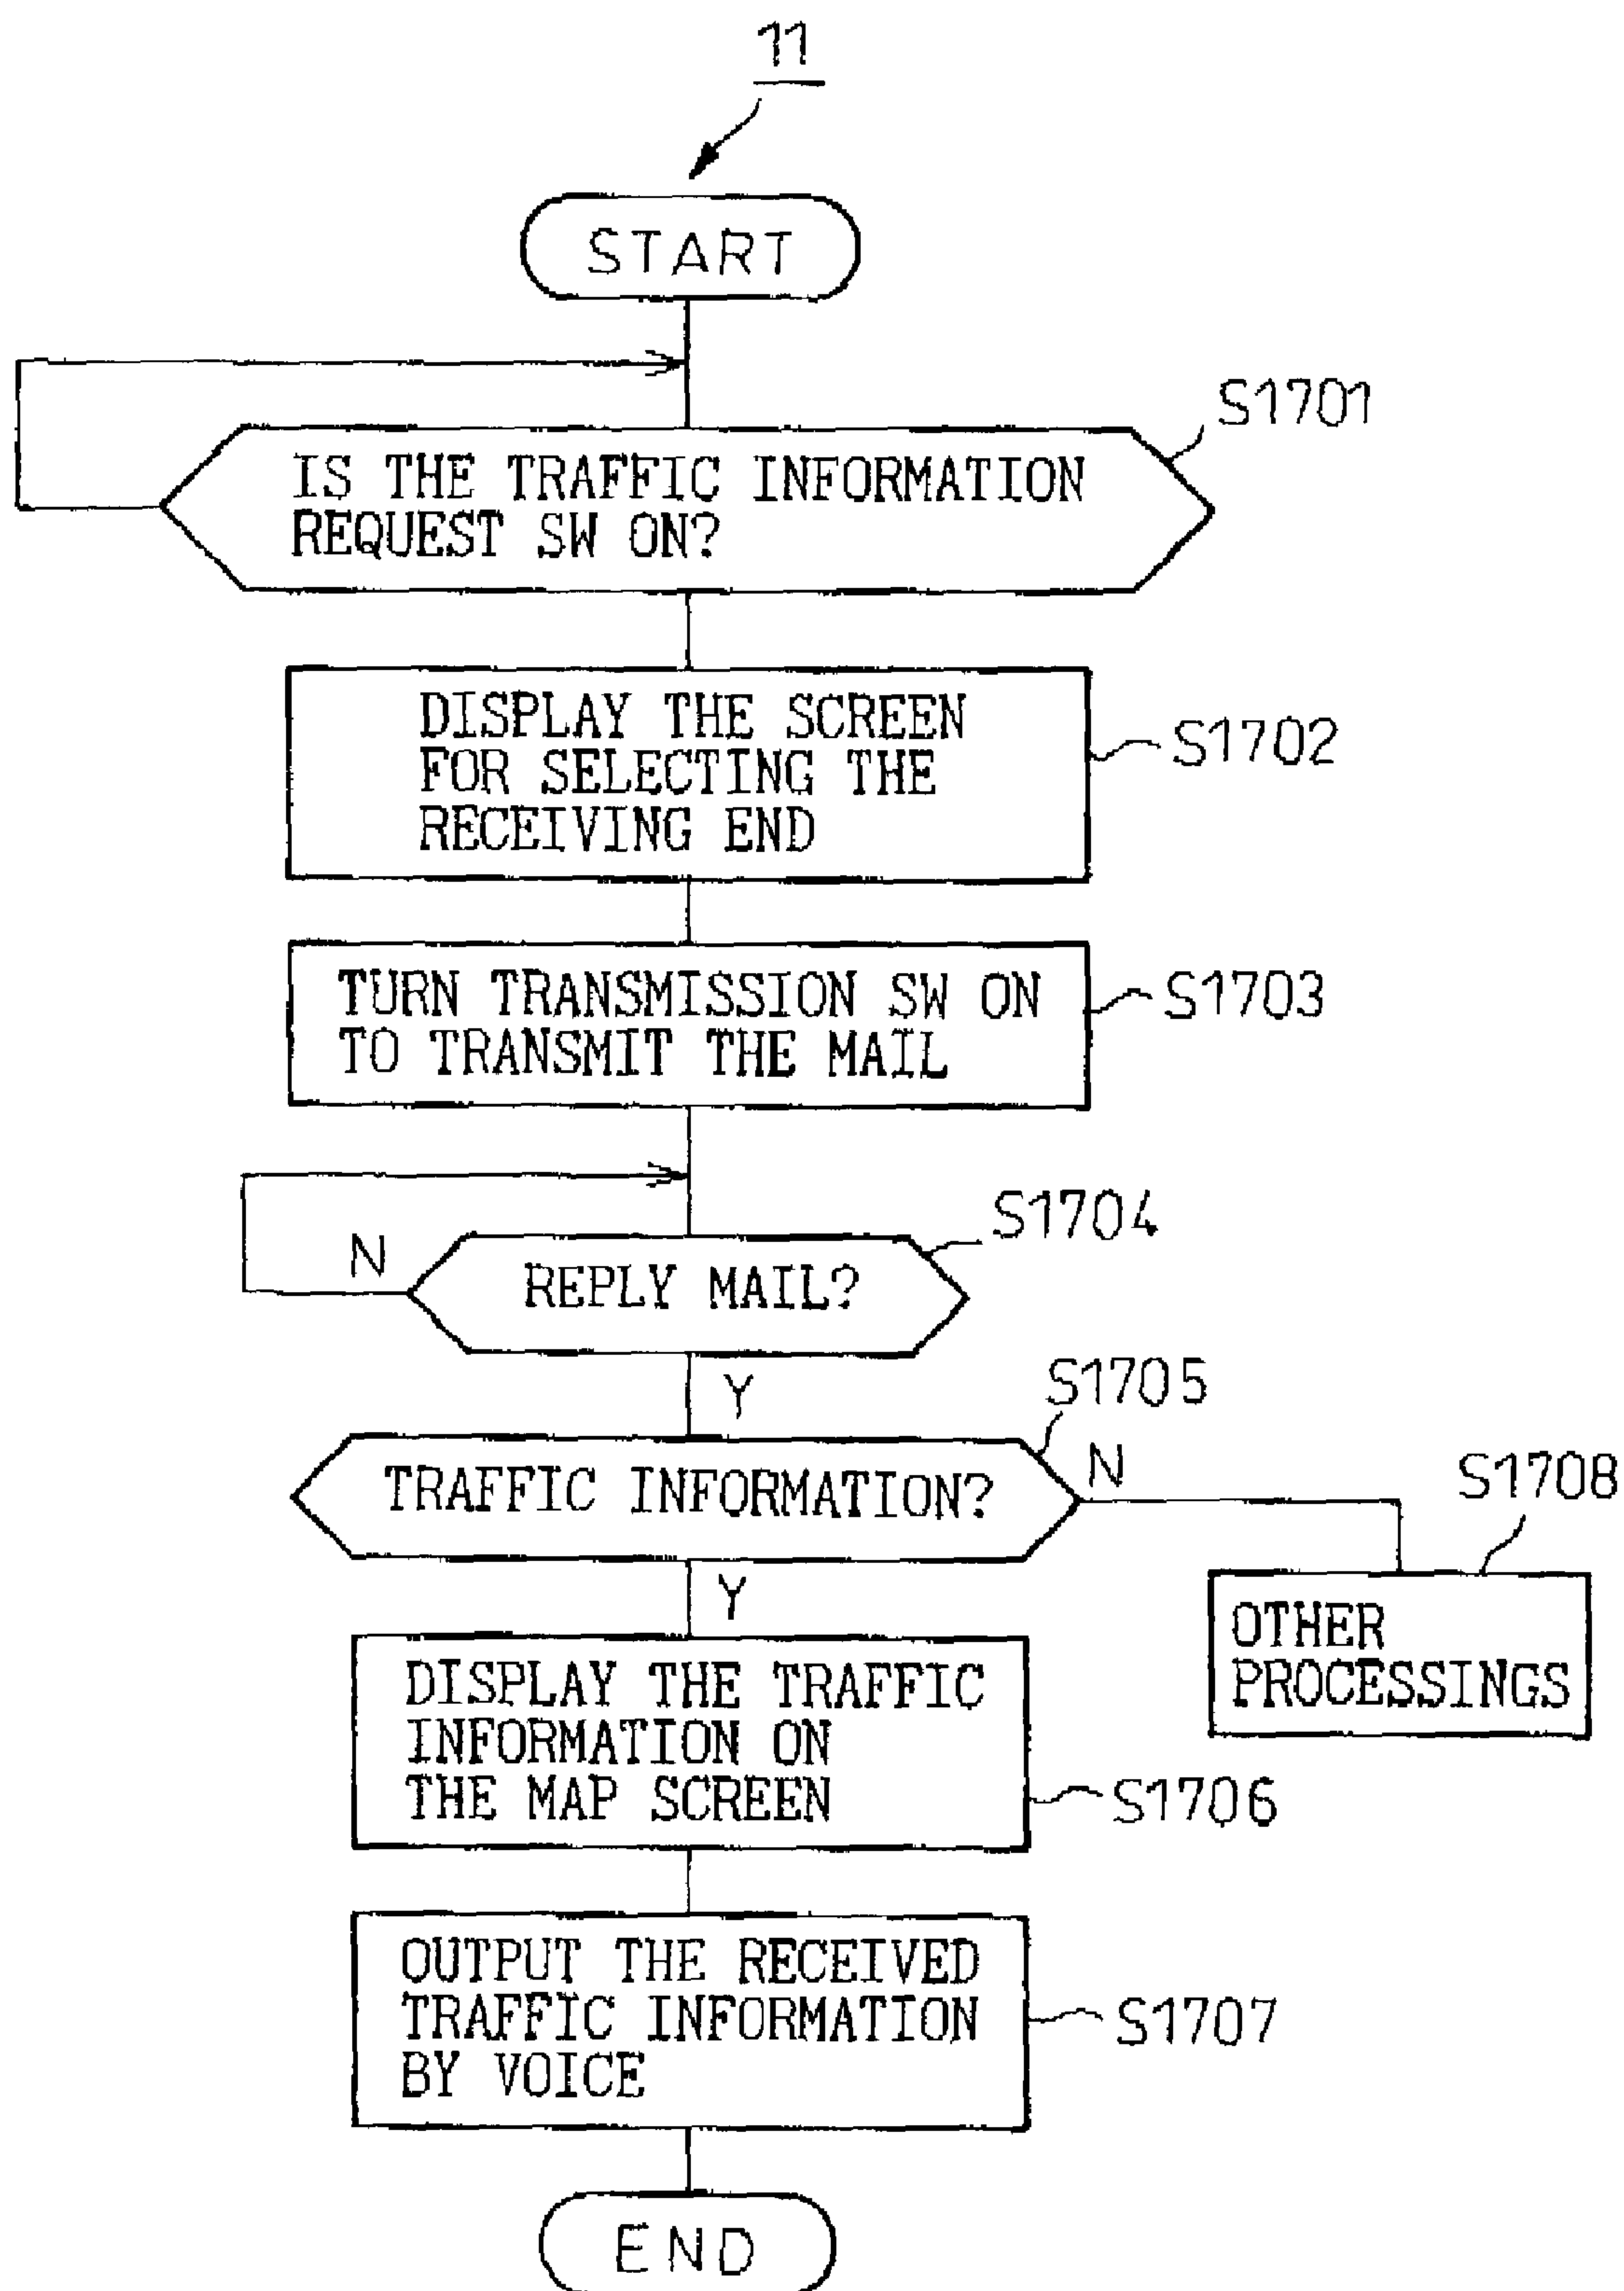 11
START
S1701
IS THE TRAFFIC INFORMATION
REQUEST SW ON?
DISPLAY THE SCREEN
FOR SELECTING THE
RECEIVING END
S1702
TURN TRANSMISSION SW ON
TO TRANSMIT THE MAIL
S1703
S1704
N
REPLY MAIL?
Y
S1705
TRAFFIC INFORMATION?
N
S1708
Y
OTHER
PROCESSINGS
DISPLAY THE TRAFFIC
INFORMATION ON
THE MAP SCREEN
S1706
OUTPUT THE RECEIVED
TRAFFIC INFORMATION
BY VOICE
S1707
END